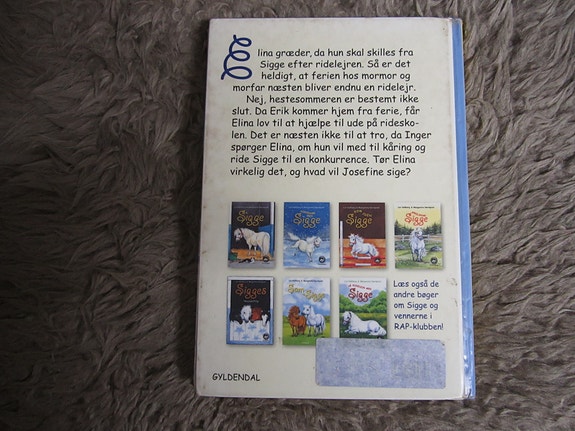 Elina græder, da hun skal skilles fra
Sigge efter ridelejren. Så er det
heldigt, at ferien hos mormor og
morfar næsten bliver endnu en ridelejr.
Nej, hestesommeren er bestemt ikke
slut. Da Erik kommer hjem fra ferie, får
Elina lov til at hjælpe til ude på ridesko-
len. Det er næsten ikke til at tro, da Inger
spørger Elina, om hun vil med til kåring og
ride Sigge til en konkurrence. Tør Elina
virkelig det, og hvad vil Josefine sige?
Sigge
Sigge
Sigge
Sigge
Sigges
Sigge
Læs også de
andre bøger
om Sigge og
vennerne i
RAP-klubben!
GYLDENDAL